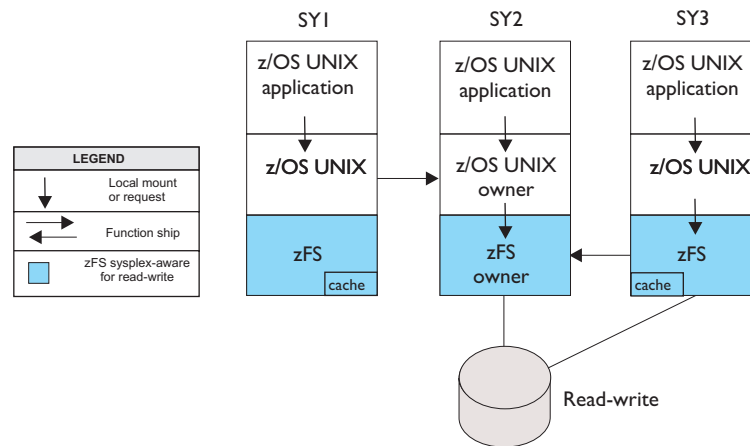 SY1
SY2
SY3
z/OS UNIX
application
z/OS UNIX
application
z/OS UNIX
application
z/OS UNIX
z/OS UNIX
owner
z/OS UNIX
zFS
cache
zFS
owner
zFS
cache
Read-write
LEGEND
Local mount
or request
Function ship
zFS sysplex-aware
for read-write